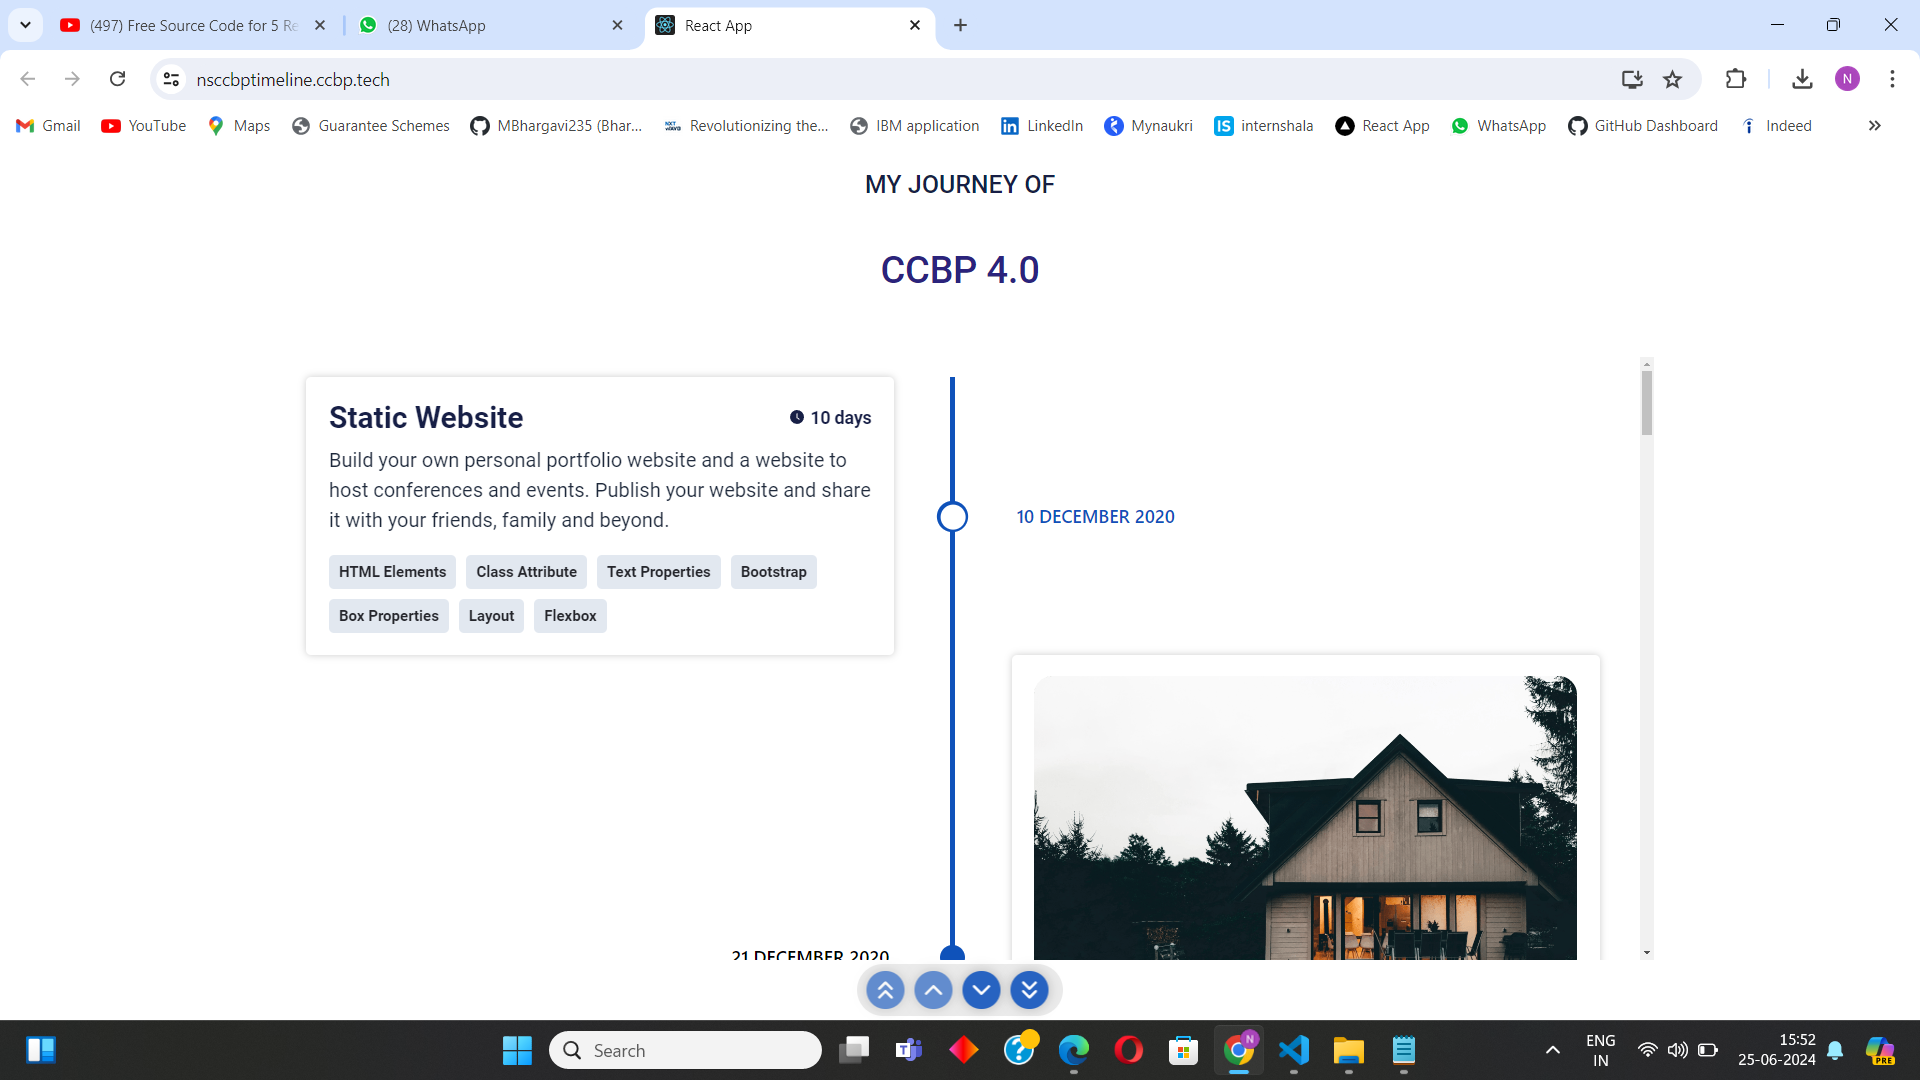 (497) Free Source Code for 5 Re
(28) WhatsApp
React App
nsccbptimeline.ccbp.tech
N
Gmail
YouTube
Maps
Guarantee Schemes
MBhargavi235 (Bhar...
Revolutionizing the...
IBM application
LinkedIn
Mynaukri
internshala
React App
WhatsApp
GitHub Dashboard
Indeed
MY JOURNEY OF
CCBP 4.0
Static Website
10 days
Build your own personal portfolio website and a website to
host conferences and events. Publish your website and share
it with your friends, family and beyond.
HTML Elements Class Attribute Text Properties Bootstrap
Box Properties Layout Flexbox
10 DECEMBER 2020
21 DECEMBER 2020
Search
N
ENG
IN
15:52
25-06-2024
PRE